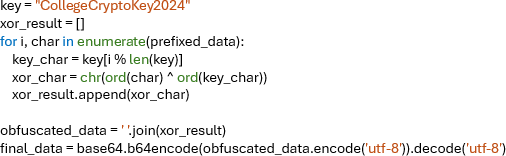 key = "CollegeCryptoKey2024"
xor_result = []
for i, char in enumerate(prefixed_data):
    key_char = key[i % len(key)]
    xor_char = chr(ord(char) ^ ord(key_char))
    xor_result.append(xor_char)

obfuscated_data = ' '.join(xor_result)
final_data = base64.b64encode(obfuscated_data.encode('utf-8')).decode('utf-8')